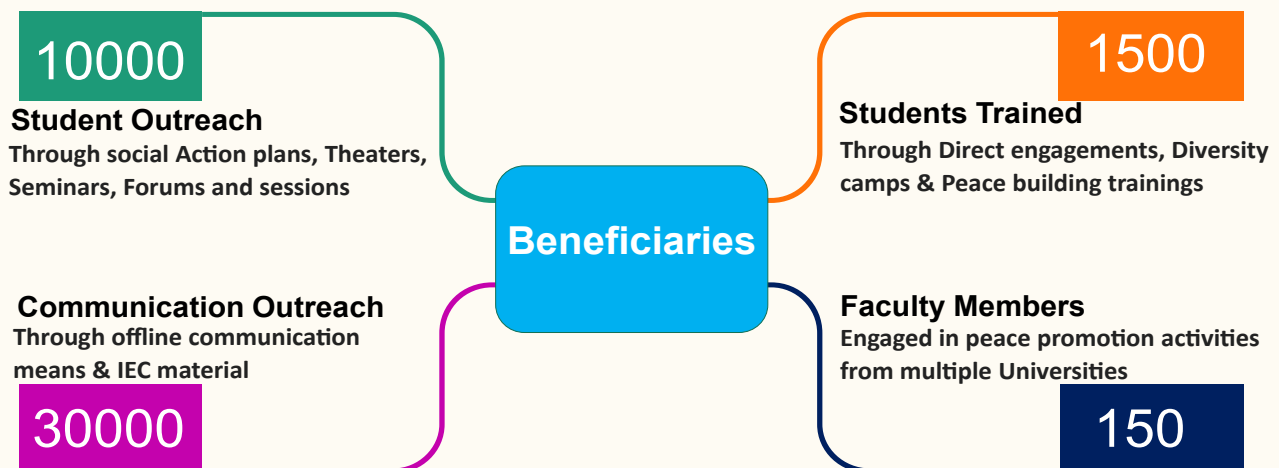 10000
Student Outreach
Through social Action plans, Theaters,
Seminars, Forums and sessions
1500
Students Trained
Through Direct engagements, Diversity
camps & Peace building trainings
Beneficiaries
Communication Outreach
Through offline communication
means & IEC material
30000
Faculty Members
Engaged in peace promotion activities
from multiple Universities
150